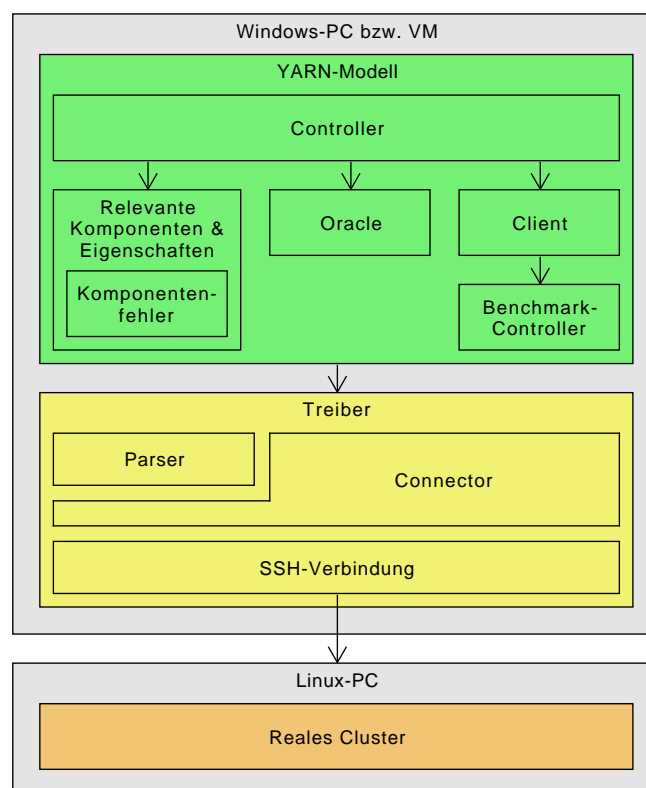 Windows-PC bzw. VM
YARN-Modell
Controller
Relevante
Komponenten &
Eigenschaften
Komponenten-
fehler
Oracle
Client
Benchmark-
Controller
Treiber
Parser
Connector
SSH-Verbindung
Linux-PC
Reales Cluster